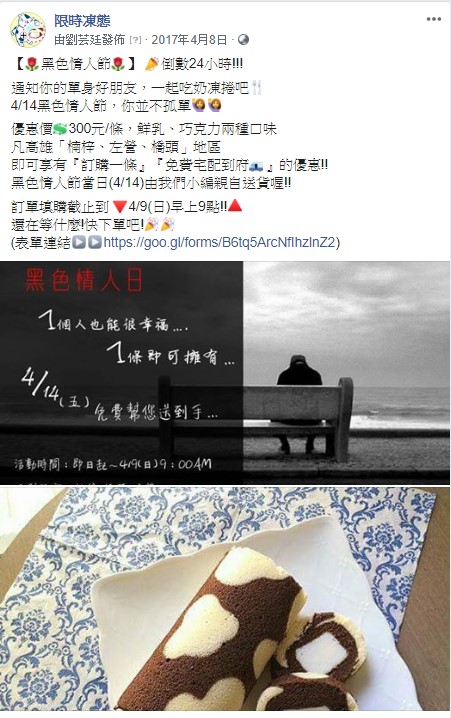 限時凍態
由劉芸廷發佈 [?] · 2017年4月8日 ·
【🌹黑色情人節🌹】 🎉倒數24小時!!!
通知你的單身好朋友，一起吃奶凍捲吧🍴
4/14黑色情人節，你並不孤單🙆🙆
優惠價💲300元/條，鮮乳、巧克力兩種口味
凡高雄「楠梓、左營、橋頭」地區
即可享有『訂購一條』『免費宅配到府🚙』的優惠!!
黑色情人節當日(4/14)由我們小編親自送貨喔!!
訂單填購截止到 🔻4/9(日)早上9點!!🔺
還在等什麼!快下單吧!🎉🎉
(表單連結▶▶https://goo.gl/forms/B6tq5ArcNfIhzlnZ2)
黑色情人日
1個人也能很幸福....
1條即可擁有...
4/14(五)免費幫您送到手...
活動時間：即日起~4/9(日)9：00AM